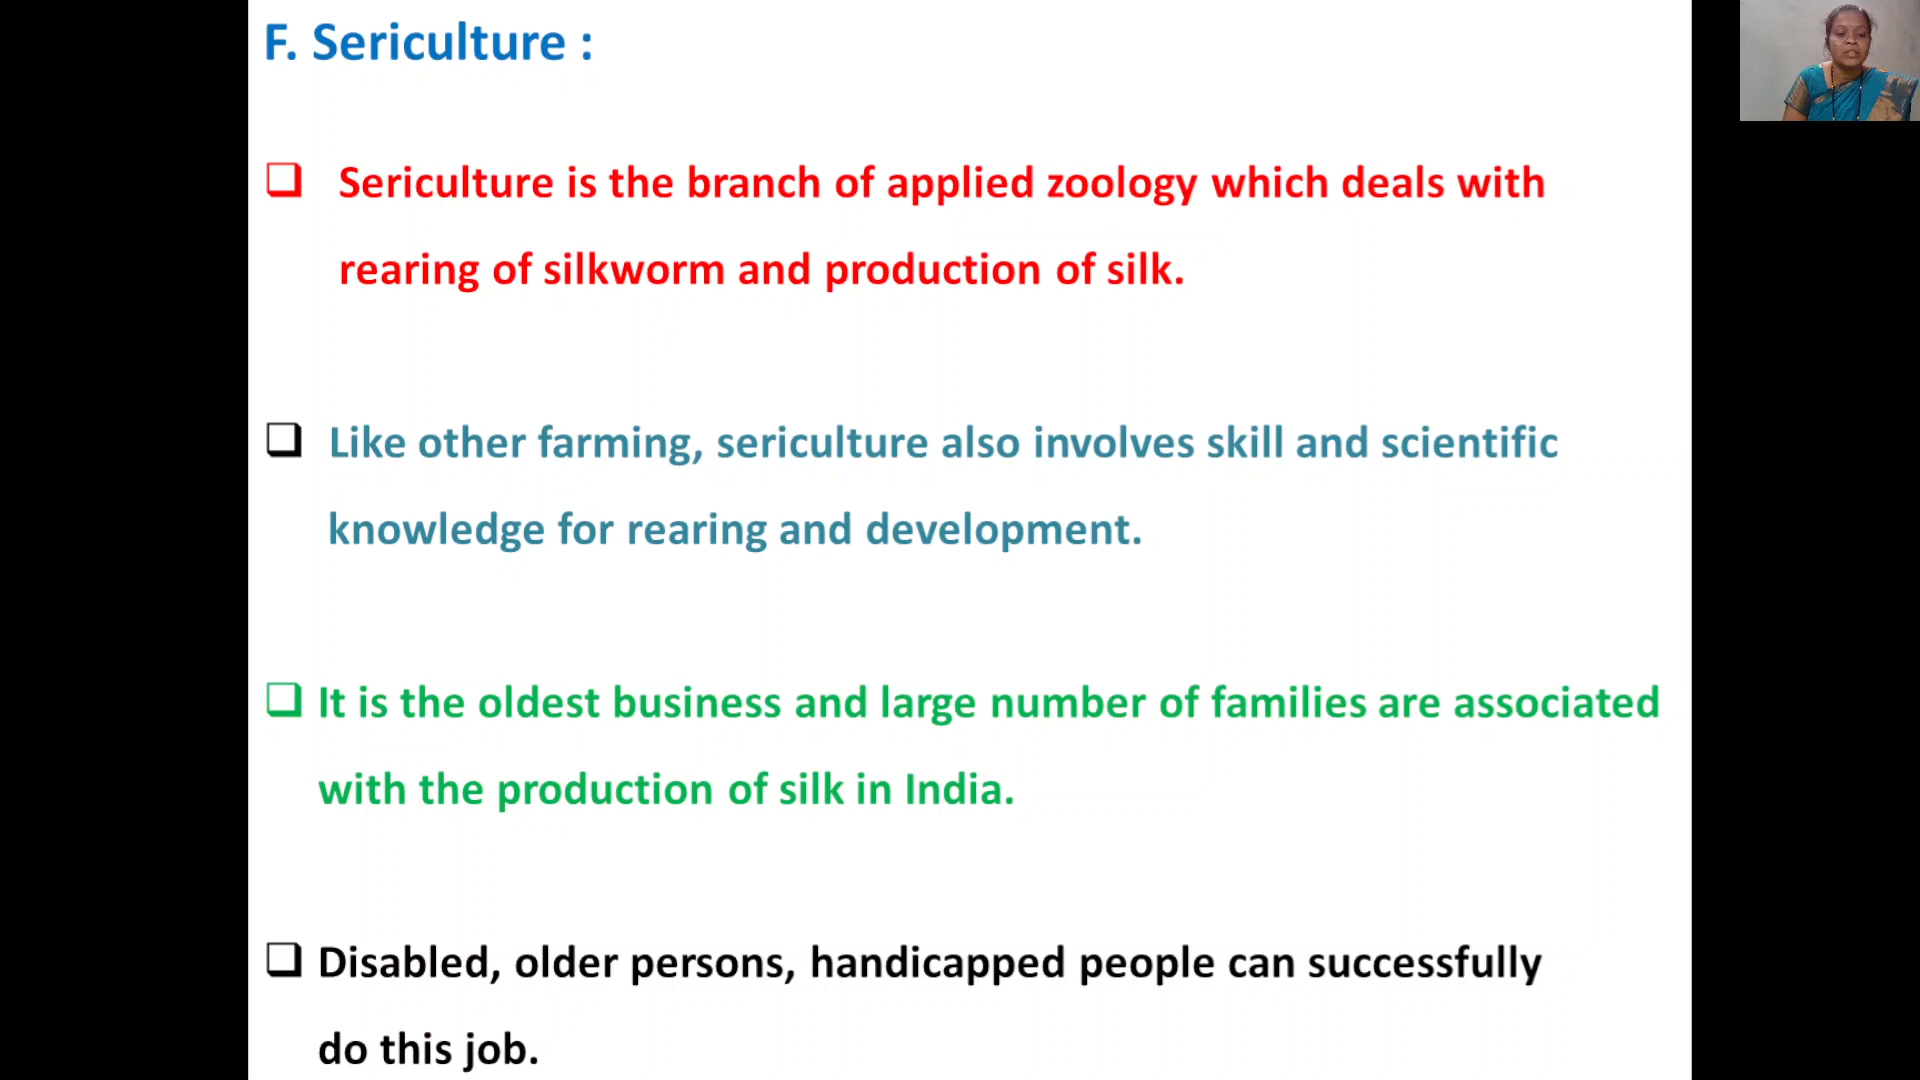 F. Sericulture :
❑ Sericulture is the branch of applied zoology which deals with
rearing of silkworm and production of silk.
❑ Like other farming, sericulture also involves skill and scientific
knowledge for rearing and development.
❑ It is the oldest business and large number of families are associated
with the production of silk in India.
❑ Disabled, older persons, handicapped people can successfully
do this job.